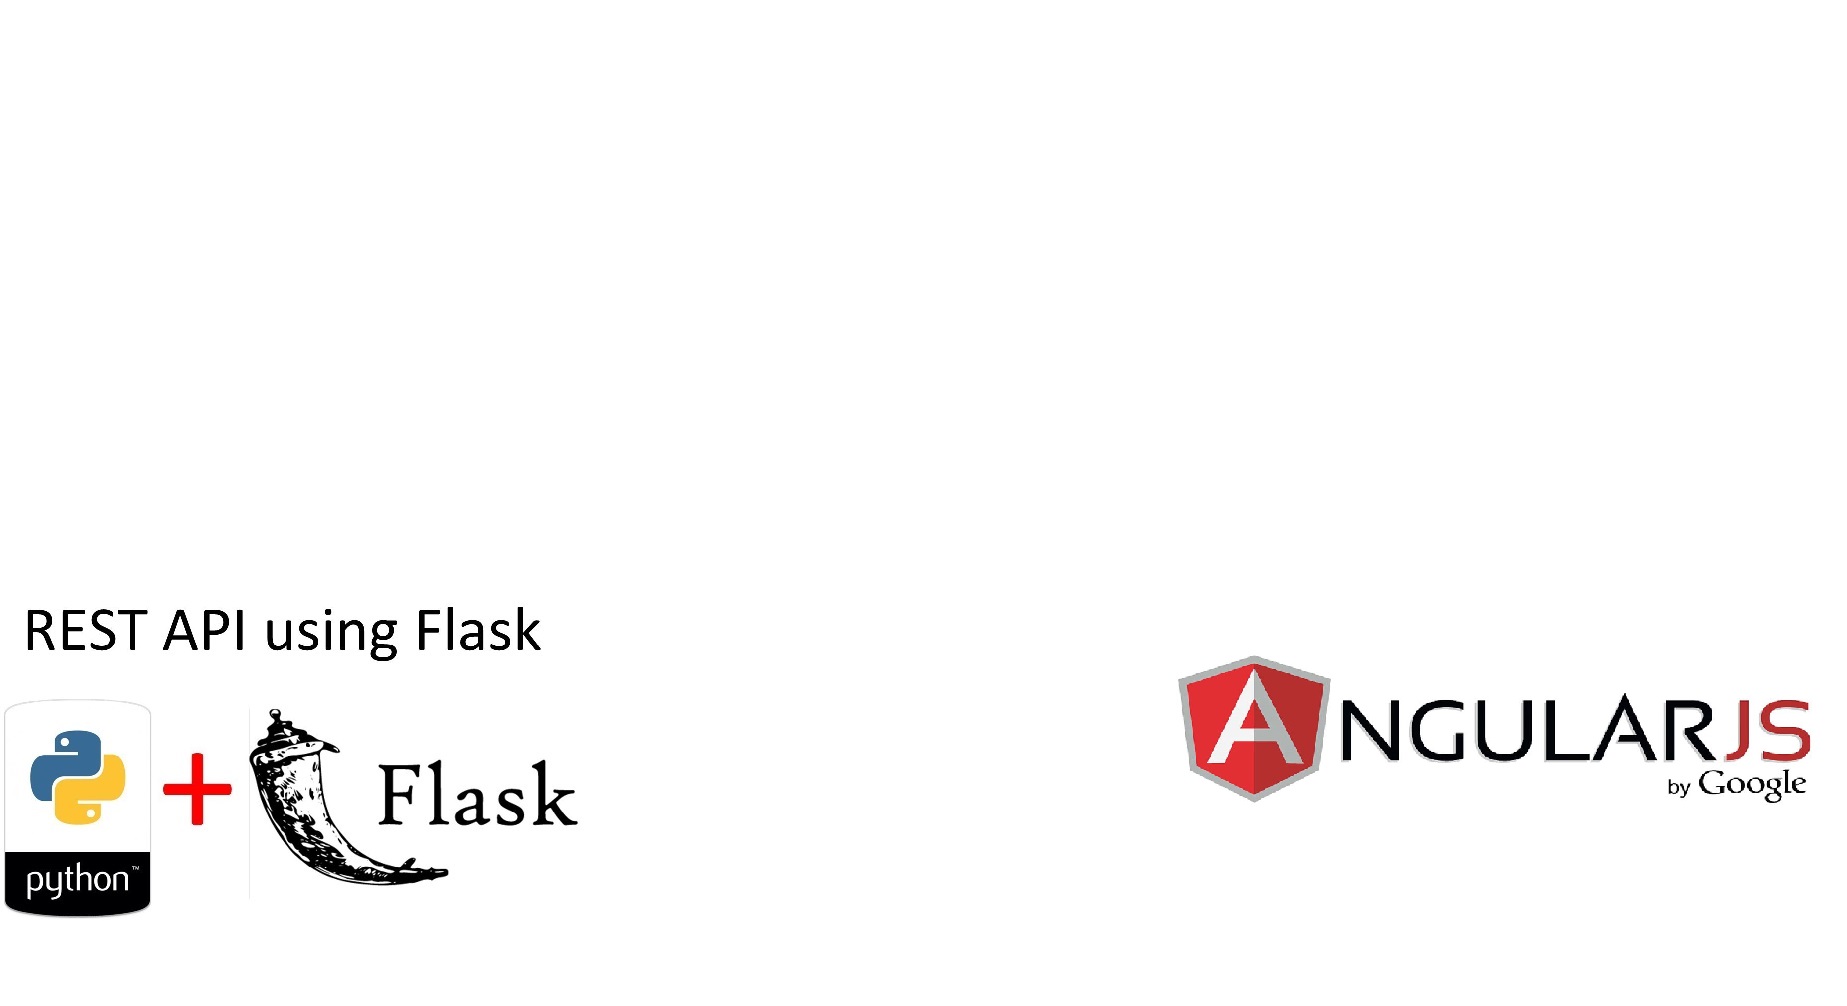 REST API using Flask
python™
+
Flask
ANGULARJS
by Google